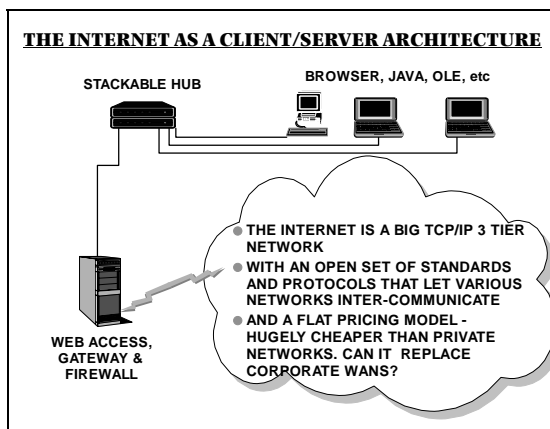 THE INTERNET AS A CLIENT/SERVER ARCHITECTURE
STACKABLE HUB
BROWSER, JAVA, OLE, etc
THE INTERNET IS A BIG TCP/IP 3 TIER
NETWORK
WITH AN OPEN SET OF STANDARDS
AND PROTOCOLS THAT LET VARIOUS
NETWORKS INTER-COMMUNICATE
AND A FLAT PRICING MODEL -
HUGELY CHEAPER THAN PRIVATE
NETWORKS. CAN IT REPLACE
CORPORATE WANS?
WEB ACCESS,
GATEWAY &
FIREWALL